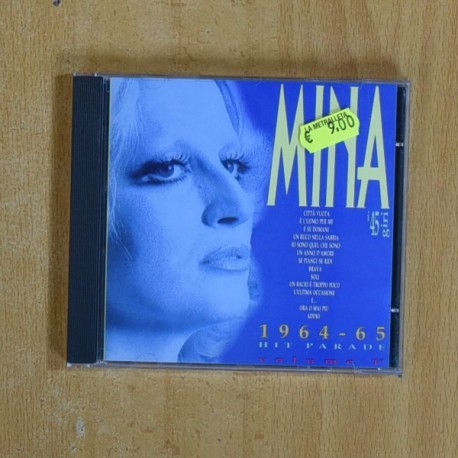 MINA
LA METRALLETA
€ 9,00
i 45 giri
CITTÀ VUOTA
È L'UOMO PER ME
E SE DOMANI
UN BUCO NELLA SABBIA
IO SONO QUEL CHE SONO
UN ANNO D'AMORE
SE PIANGI SE RIDI
BRAVA
SOLI
UN BACIO È TROPPO POCO
L'ULTIMA OCCASIONE
E...
ORA O MAI PIÙ
ADDIO
1964-65
HIT PARADE
volume